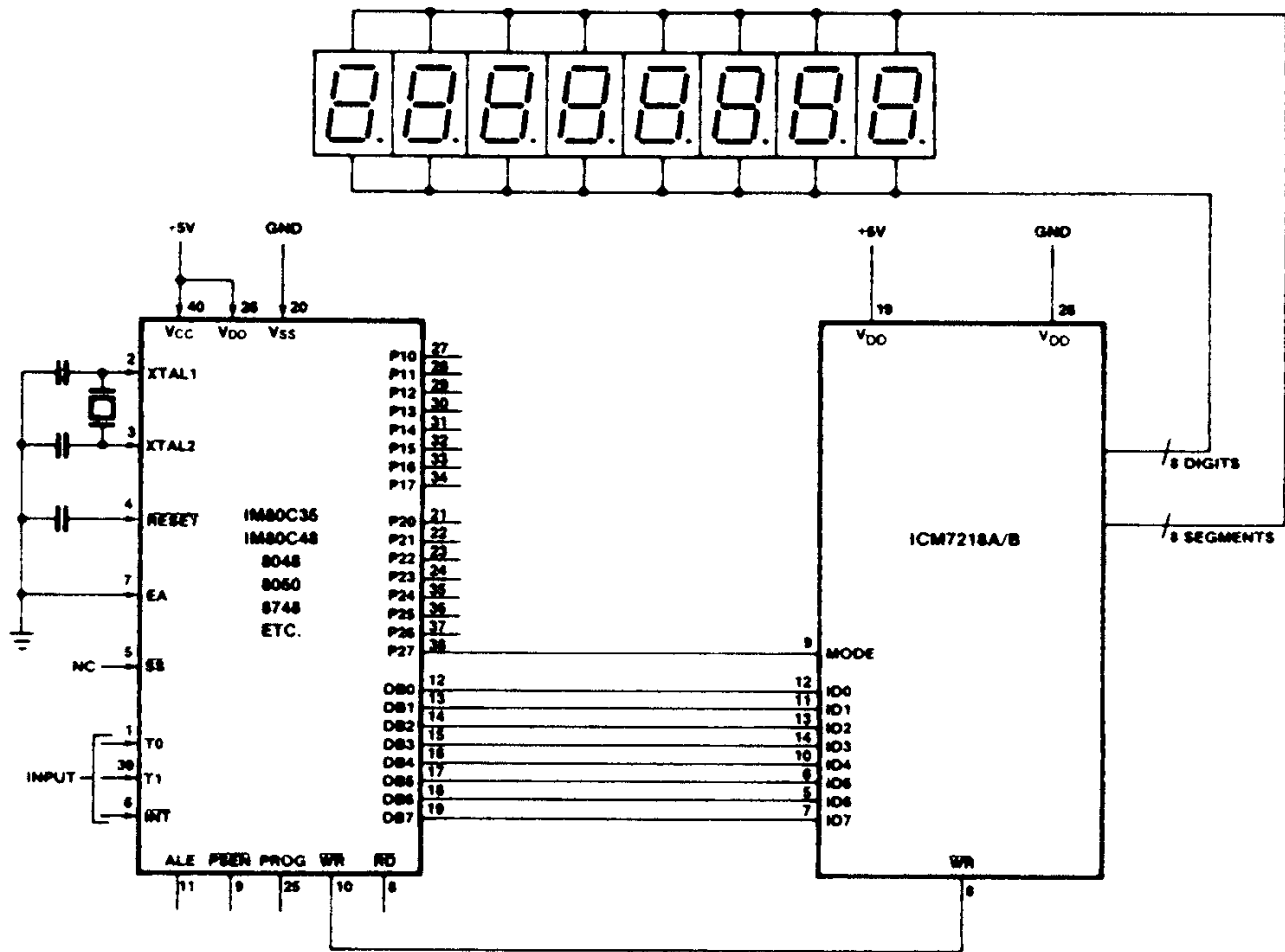 +5V
GND
+5V
GND
40
26
20
19
28
VCC
VDD
VSS
VDD
VDD
2
XTAL1
3
XTAL2
4
RESET
7
EA
NC
5
SS
INPUT
1
T0
39
T1
6
INT
IM80C35
IM80C48
8048
8050
8748
ETC.
P10 27
P11 28
P12 29
P13 30
P14 31
P15 32
P16 33
P17 34
P20 21
P21 22
P22 23
P23 24
P24 35
P25 36
P26 37
P27 38
DB0 12
DB1 13
DB2 14
DB3 15
DB4 16
DB5 17
DB6 18
DB7 19
ALE
PSEN
PROG
WR
RD
11
9
25
10
8
ICM7218A/B
8 DIGITS
8 SEGMENTS
9 MODE
12 ID0
11 ID1
13 ID2
14 ID3
10 ID4
6 ID5
5 ID6
7 ID7
WR
8